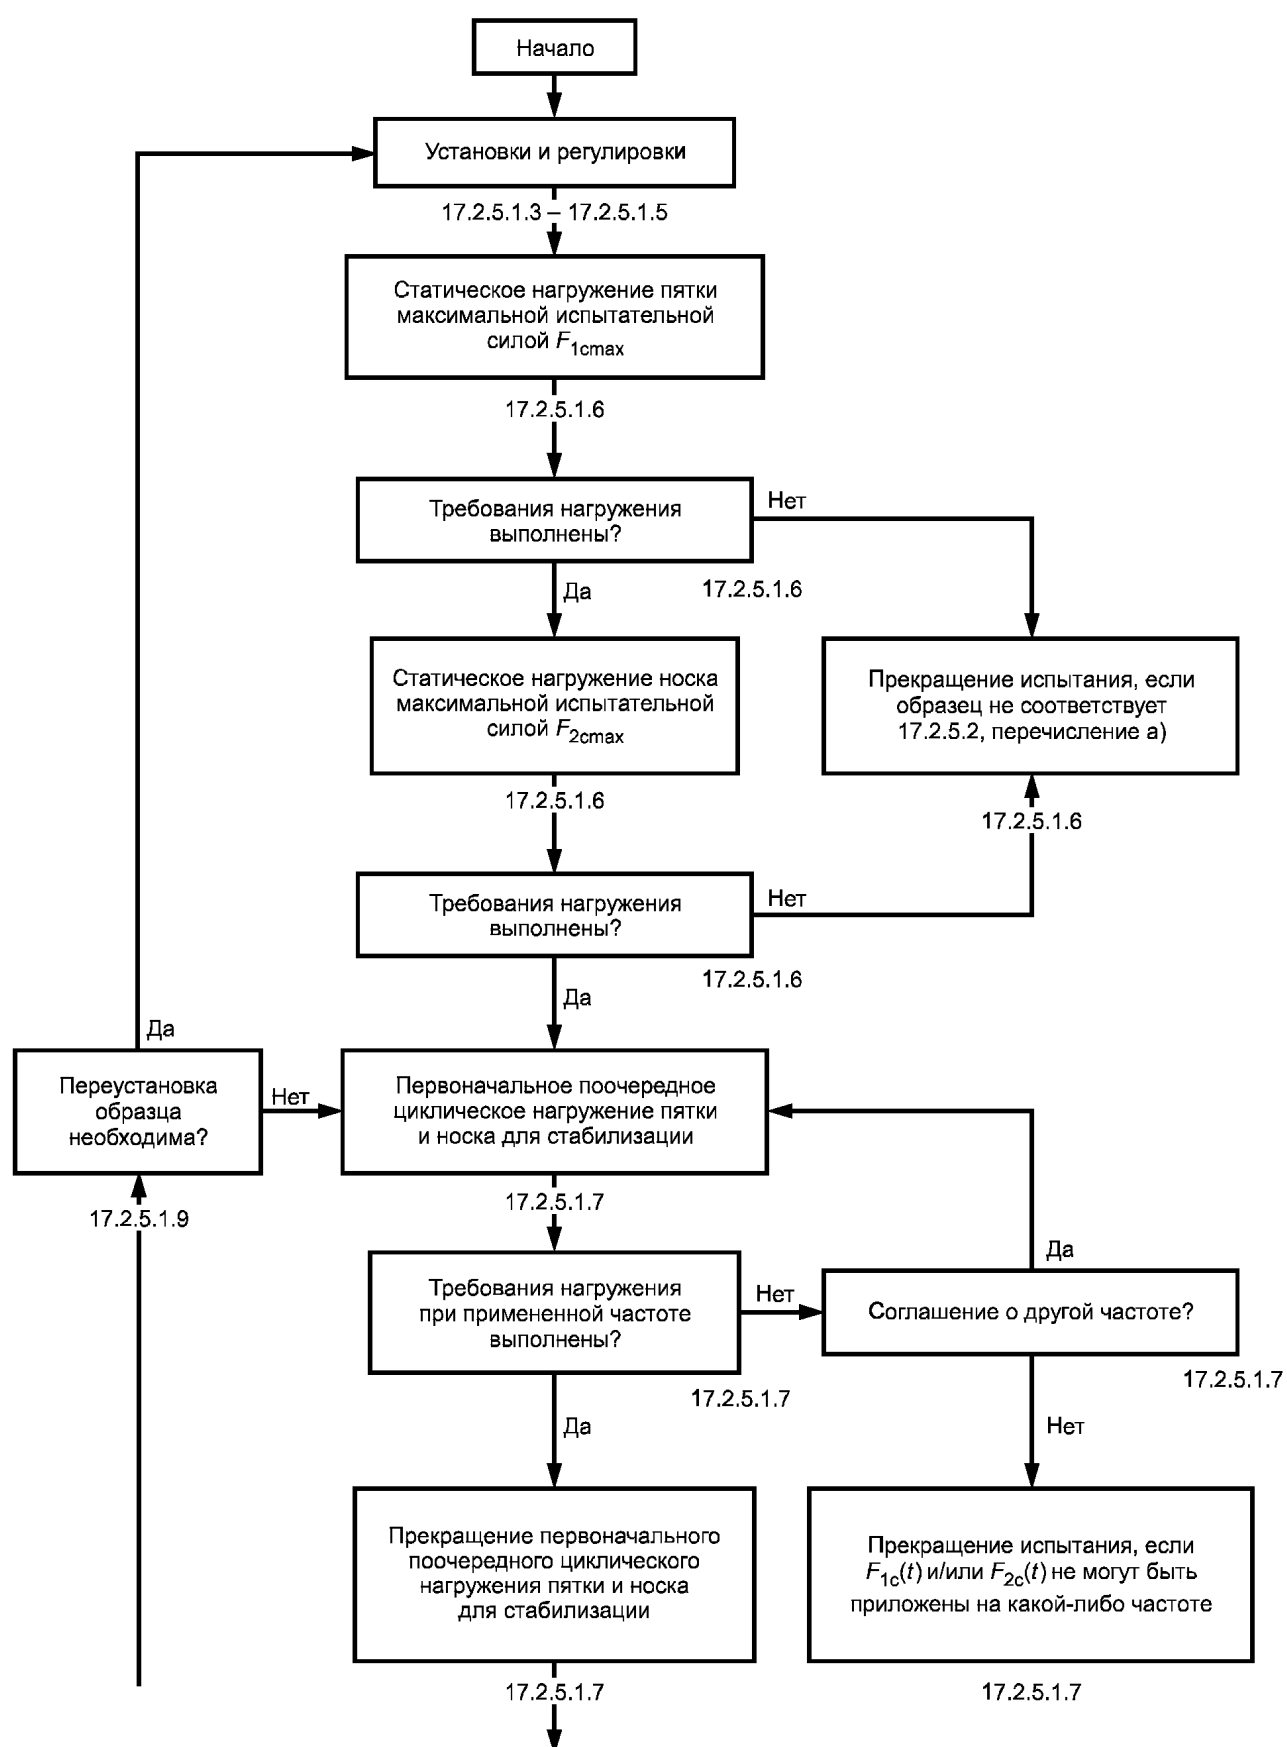 Начало
Установки и регулировки
17.2.5.1.3 – 17.2.5.1.5
Статическое нагружение пятки
максимальной испытательной
силой F1cmax
17.2.5.1.6
Требования нагружения
выполнены?
Нет
Да
17.2.5.1.6
Статическое нагружение носка
максимальной испытательной
силой F2cmax
Прекращение испытания, если
образец не соответствует
17.2.5.2, перечисление а)
17.2.5.1.6
17.2.5.1.6
Требования нагружения
выполнены?
Нет
17.2.5.1.6
Да
Да
Переустановка
образца
необходима?
Нет
Первоначальное поочередное
циклическое нагружение пятки
и носка для стабилизации
17.2.5.1.7
17.2.5.1.9
Требования нагружения
при примененной частоте
выполнены?
Нет
Да
Соглашение о другой частоте?
17.2.5.1.7
17.2.5.1.7
Да
Нет
Прекращение первоначального
поочередного циклического
нагружения пятки и носка
для стабилизации
Прекращение испытания, если
F1c(t) и/или F2c(t) не могут быть
приложены на какой-либо частоте
17.2.5.1.7
17.2.5.1.7